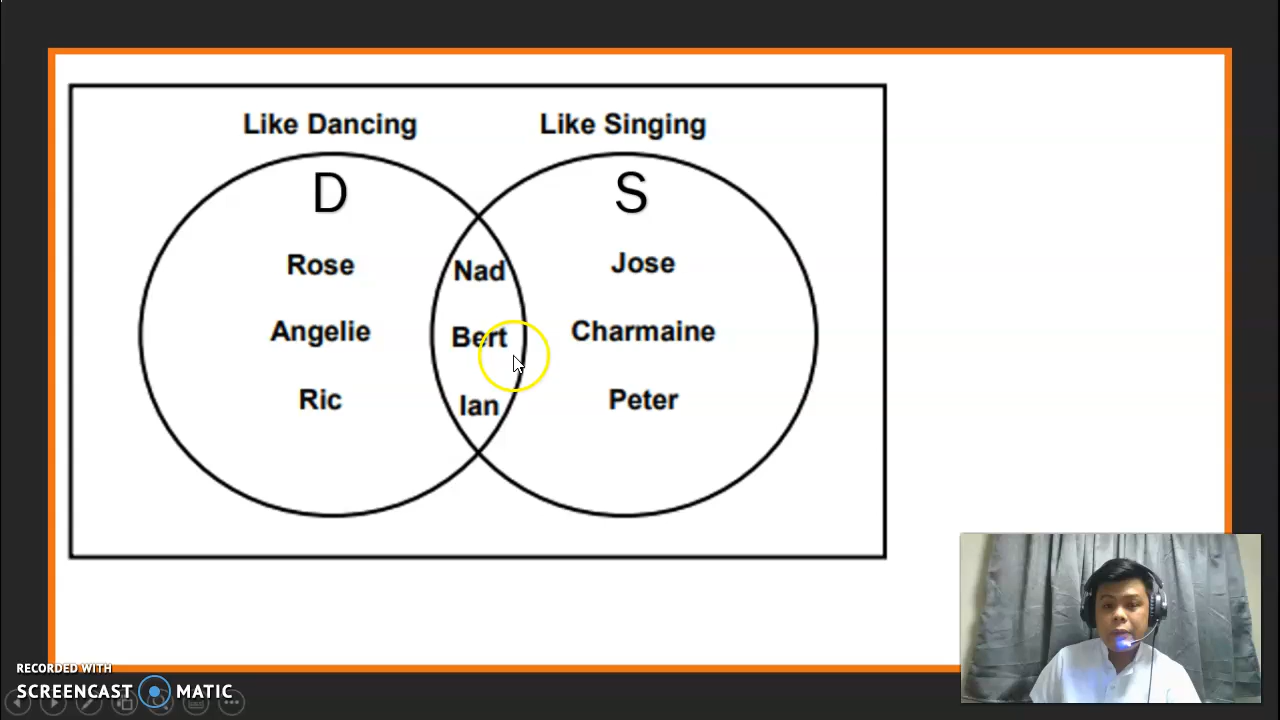 Like Dancing
Like Singing
D
S
Rose
Nad
Jose
Angelie
Bert
Charmaine
Ric
Ian
Peter
RECORDED WITH
SCREENCAST MATIC